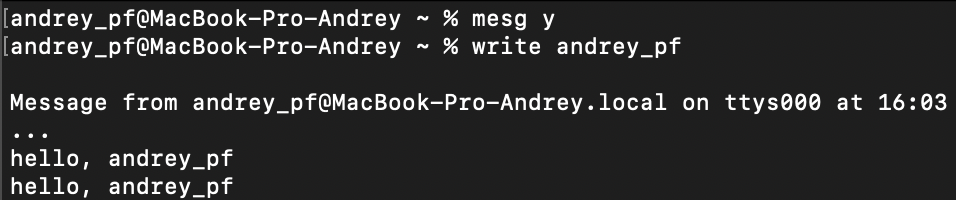 [andrey_pf@MacBook-Pro-Andrey ~ % mesg y
[andrey_pf@MacBook-Pro-Andrey ~ % write andrey_pf
Message from andrey_pf@MacBook-Pro-Andrey.local on ttys000 at 16:03
...
hello, andrey_pf
hello, andrey_pf